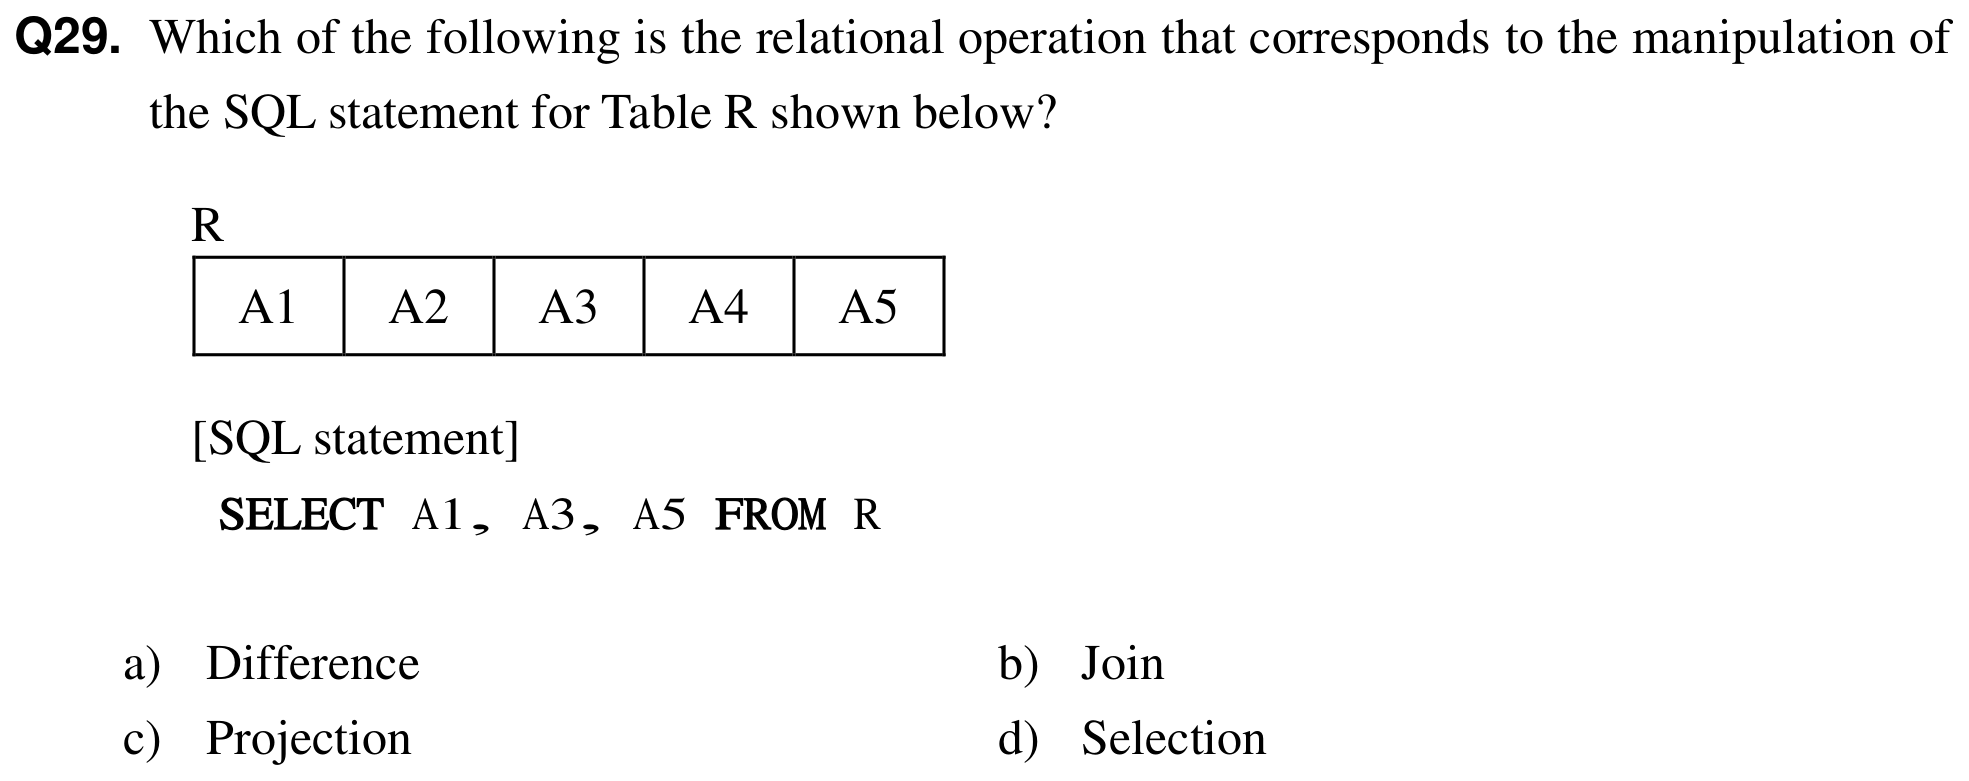 Q29. Which of the following is the relational operation that corresponds to the manipulation of
the SQL statement for Table R shown below?
R
A1 A2 A3 A4 A5
[SQL statement]
SELECT A1, A3, A5 FROM R
a) Difference b) Join
c) Projection d) Selection